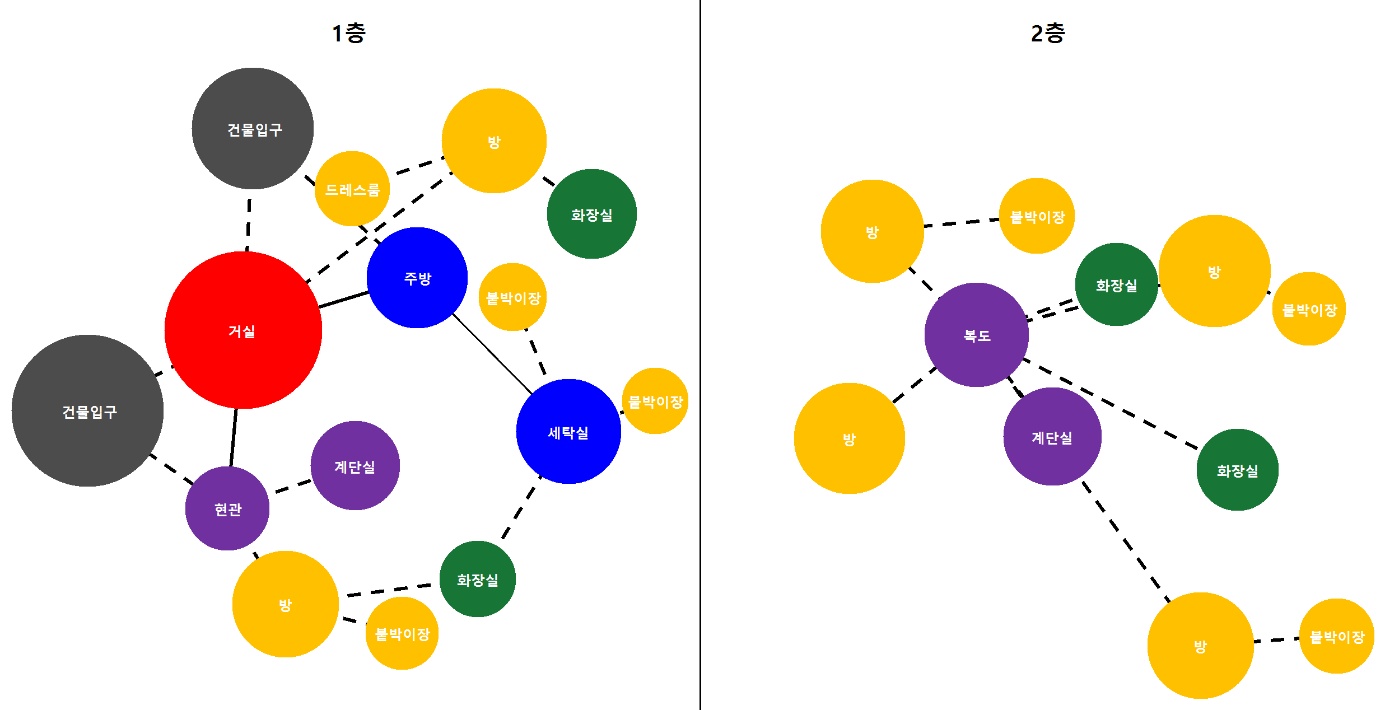 1층
건물입구
방
드레스룸
화장실
주방
붙박이장
거실
붙박이장
건물입구
세탁실
계단실
현관
화장실
방
붙박이장
2층
방
붙박이장
화장실
방
붙박이장
복도
방
계단실
화장실
방
붙박이장